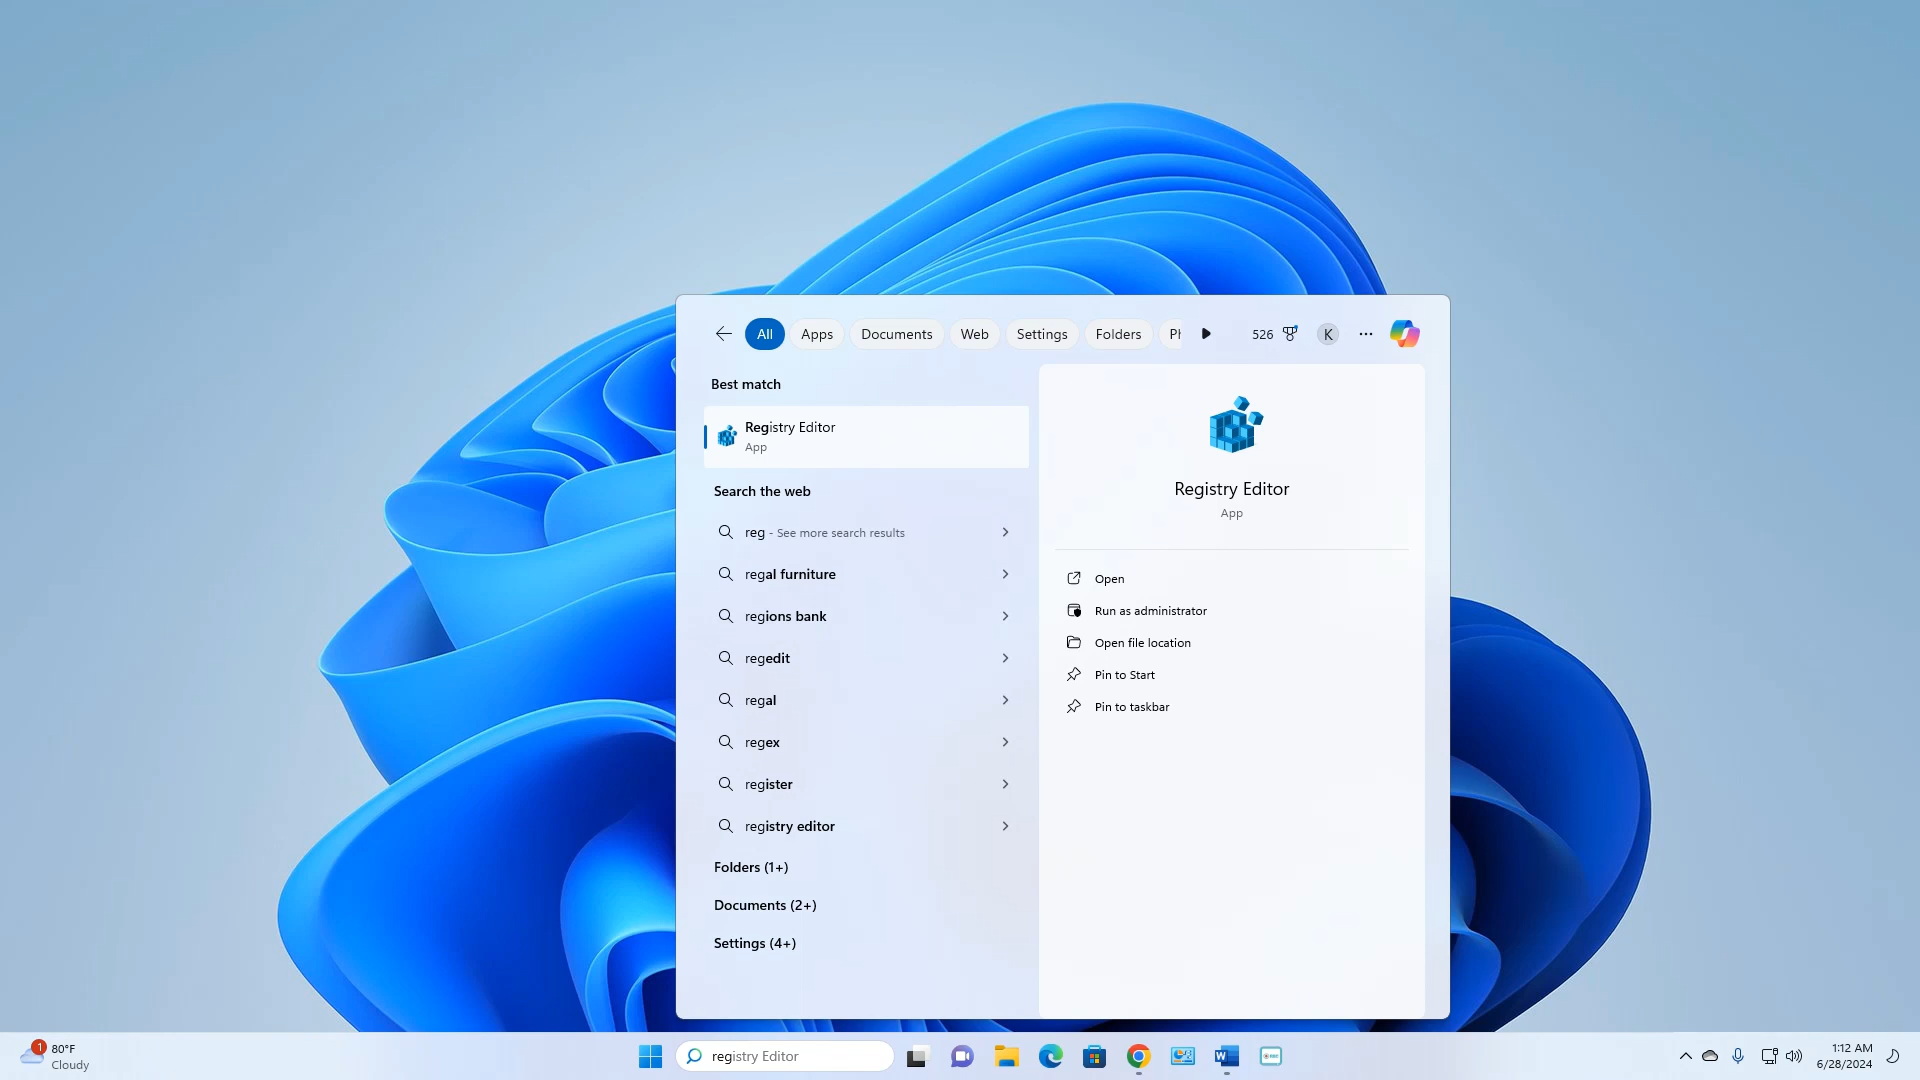 All
Apps
Documents
Web
Settings
Folders
Ph
526
K
Best match
Registry Editor
App
Search the web
reg - See more search results
regal furniture
regions bank
regedit
regal
regex
register
registry editor
Folders (1+)
Documents (2+)
Settings (4+)
Registry Editor
App
Open
Run as administrator
Open file location
Pin to Start
Pin to taskbar
1
80°F
Cloudy
registry Editor
W
1:12 AM
6/28/2024